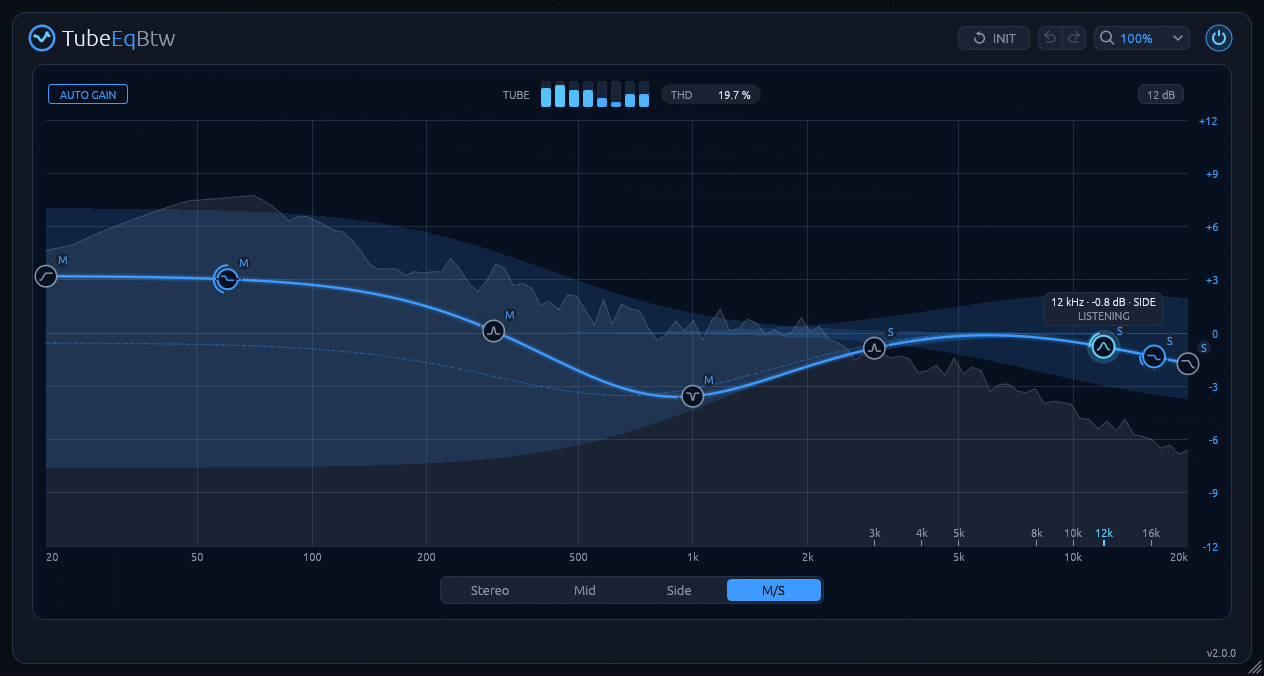 TubeEqBtw
INIT
100%
AUTO GAIN
TUBE
THD 19.7 %
12 dB
+12
+9
+6
+3
0
-3
-6
-9
-12
M
M
M
M
S
S
S
S
12 kHz · -0.8 dB · SIDE
LISTENING
3k 4k 5k 8k 10k 12k 16k
20 50 100 200 500 1k 2k 5k 10k 20k
Stereo Mid Side M/S
v2.0.0